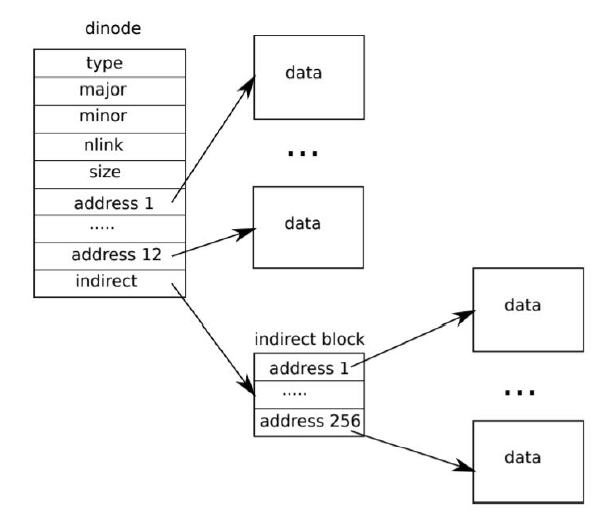 dinode
type
major
minor
nlink
size
address 1
.....
address 12
indirect
data
...
data
indirect block
address 1
.....
address 256
data
...
data